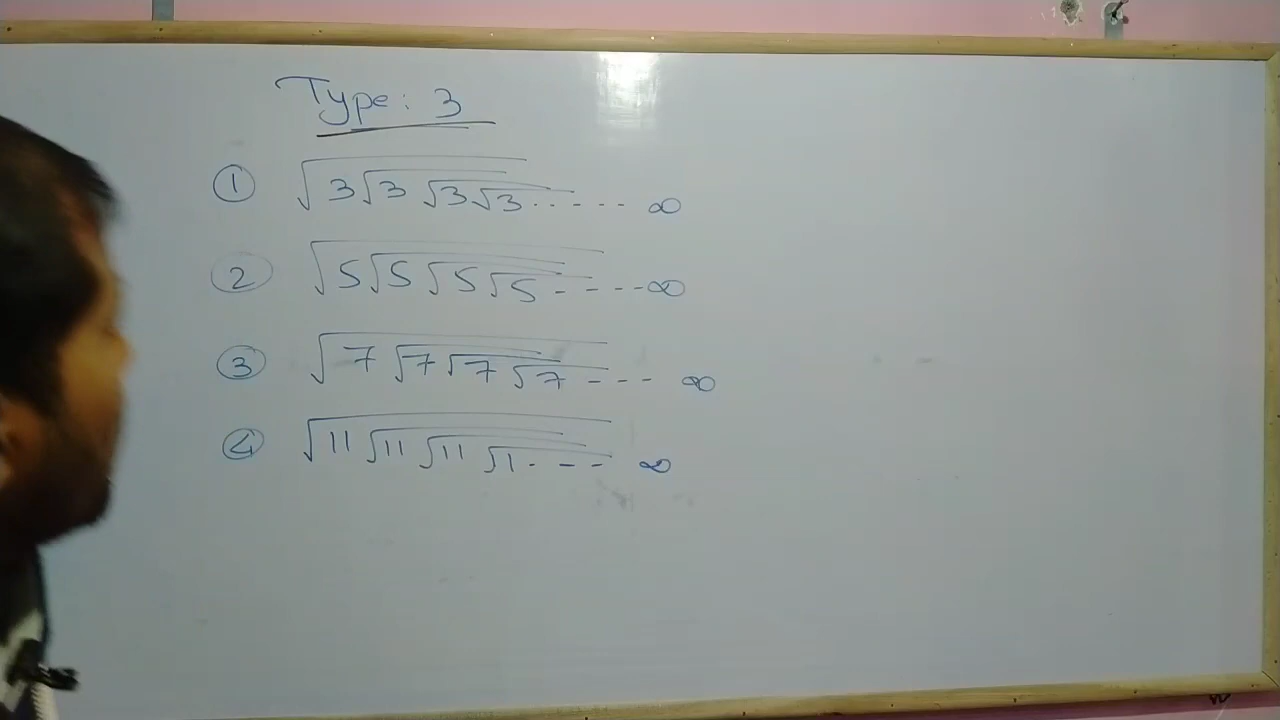 Type: 3
① √3√3√3√3.----- ∞
② √5√5√5√5----∞
③ √7√7√7√7---- ∞
④ √11√11√11√1.--- ∞